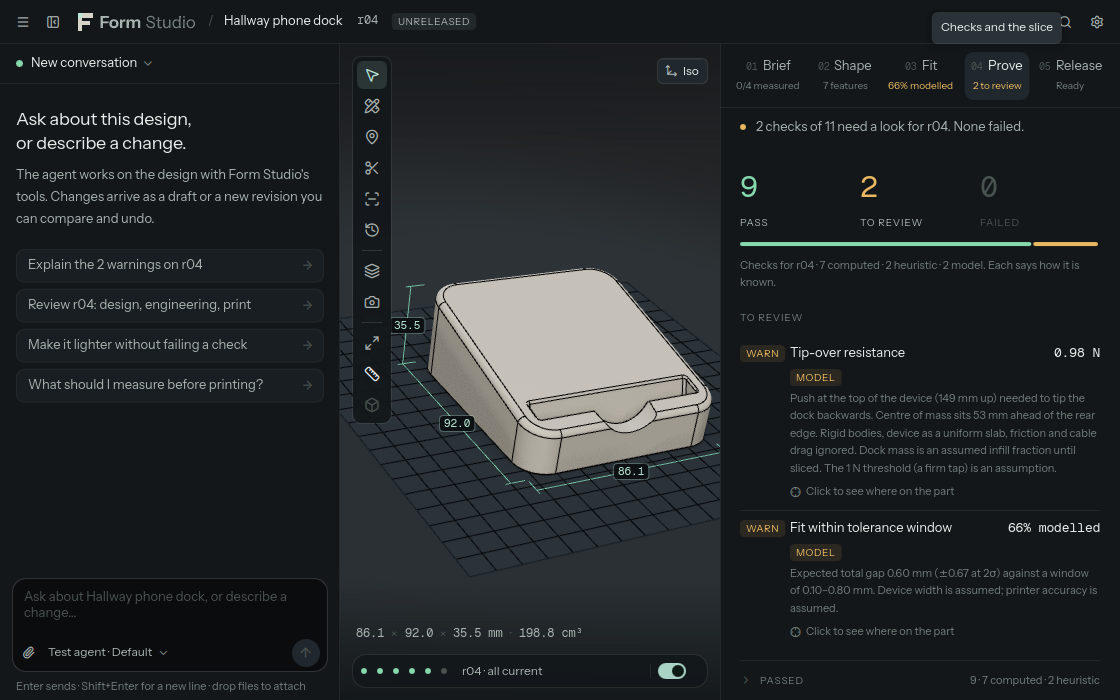 Form Studio / Hallway phone dock r04 UNRELEASED
Checks and the slice
New conversation
Ask about this design,
or describe a change.
The agent works on the design with Form Studio's
tools. Changes arrive as a draft or a new revision you
can compare and undo.
Explain the 2 warnings on r04
Review r04: design, engineering, print
Make it lighter without failing a check
What should I measure before printing?
Ask about Hallway phone dock, or describe a
change…
Test agent · Default
Enter sends · Shift+Enter for a new line · drop files to attach
Iso
35.5
92.0
86.1
86.1 × 92.0 × 35.5 mm · 198.8 cm³
r04 · all current
01 Brief 02 Shape 03 Fit 04 Prove 05 Release
0/4 measured 7 features 66% modelled 2 to review Ready
2 checks of 11 need a look for r04. None failed.
9 2 0
PASS TO REVIEW FAILED
Checks for r04 · 7 computed · 2 heuristic · 2 model. Each says how it is
known.
TO REVIEW
WARN Tip-over resistance 0.98 N
MODEL
Push at the top of the device (149 mm up) needed to tip the
dock backwards. Centre of mass sits 53 mm ahead of the rear
edge. Rigid bodies, device as a uniform slab, friction and cable
drag ignored. Dock mass is an assumed infill fraction until
sliced. The 1 N threshold (a firm tap) is an assumption.
Click to see where on the part
WARN Fit within tolerance window 66% modelled
MODEL
Expected total gap 0.60 mm (±0.67 at 2σ) against a window
of 0.10–0.80 mm. Device width is assumed; printer accuracy is
assumed.
Click to see where on the part
PASSED 9 · 7 computed · 2 heuristic